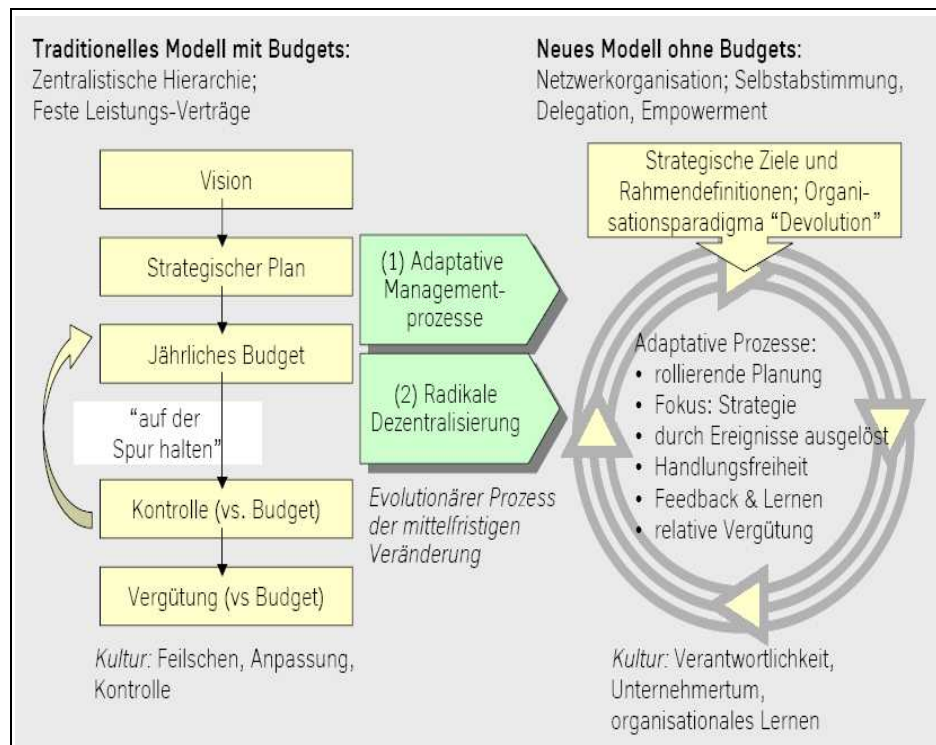 Traditionelles Modell mit Budgets:
Zentralistische Hierarchie;
Feste Leistungs-Verträge
Vision
Strategischer Plan
Jährliches Budget
“auf der
Spur halten”
Kontrolle (vs. Budget)
Vergütung (vs Budget)
Kultur: Feilschen, Anpassung,
Kontrolle
(1) Adaptative
Management-
prozesse
(2) Radikale
Dezentralisierung
Evolutionärer Prozess
der mittelfristigen
Veränderung
Neues Modell ohne Budgets:
Netzwerkorganisation; Selbstabstimmung,
Delegation, Empowerment
Strategische Ziele und
Rahmendefinitionen; Organi-
sationsparadigma “Devolution”
Adaptative Prozesse:
• rollierende Planung
• Fokus: Strategie
• durch Ereignisse ausgelöst
• Handlungsfreiheit
• Feedback & Lernen
• relative Vergütung
Kultur: Verantwortlichkeit,
Unternehmertum,
organisationales Lernen